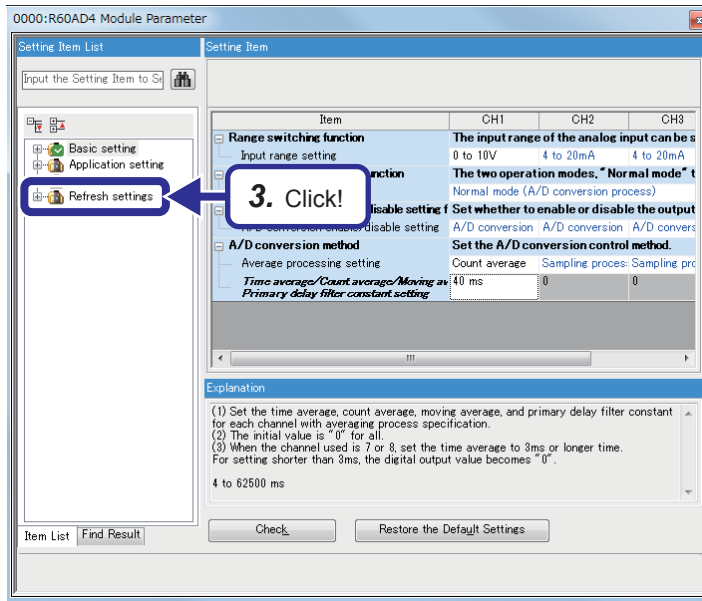 0000:R60AD4 Module Parameter
Setting Item List
Setting Item
Input the Setting Item to Se
Basic setting
Application setting
Refresh settings
Item CH1 CH2 CH3
Range switching function The input range of the analog input can be s
Input range setting 0 to 10V 4 to 20mA 4 to 20mA
unction The two operation modes, "Normal mode" t
Normal mode (A/D conversion process)
disable setting f Set whether to enable or disable the output
A/D conversion enable/disable setting A/D conversion A/D conversion A/D convers
A/D conversion method Set the A/D conversion control method.
Average processing setting Count average Sampling proces: Sampling pro
Time average/Count average/Moving av 40 ms 0 0
Primary delay filter constant setting
3. Click!
Explanation
(1) Set the time average, count average, moving average, and primary delay filter constant
for each channel with averaging process specification.
(2) The initial value is "0" for all.
(3) When the channel used is 7 or 8, set the time average to 3ms or longer time.
For setting shorter than 3ms, the digital output value becomes "0".
4 to 62500 ms
Item List Find Result
Check
Restore the Default Settings